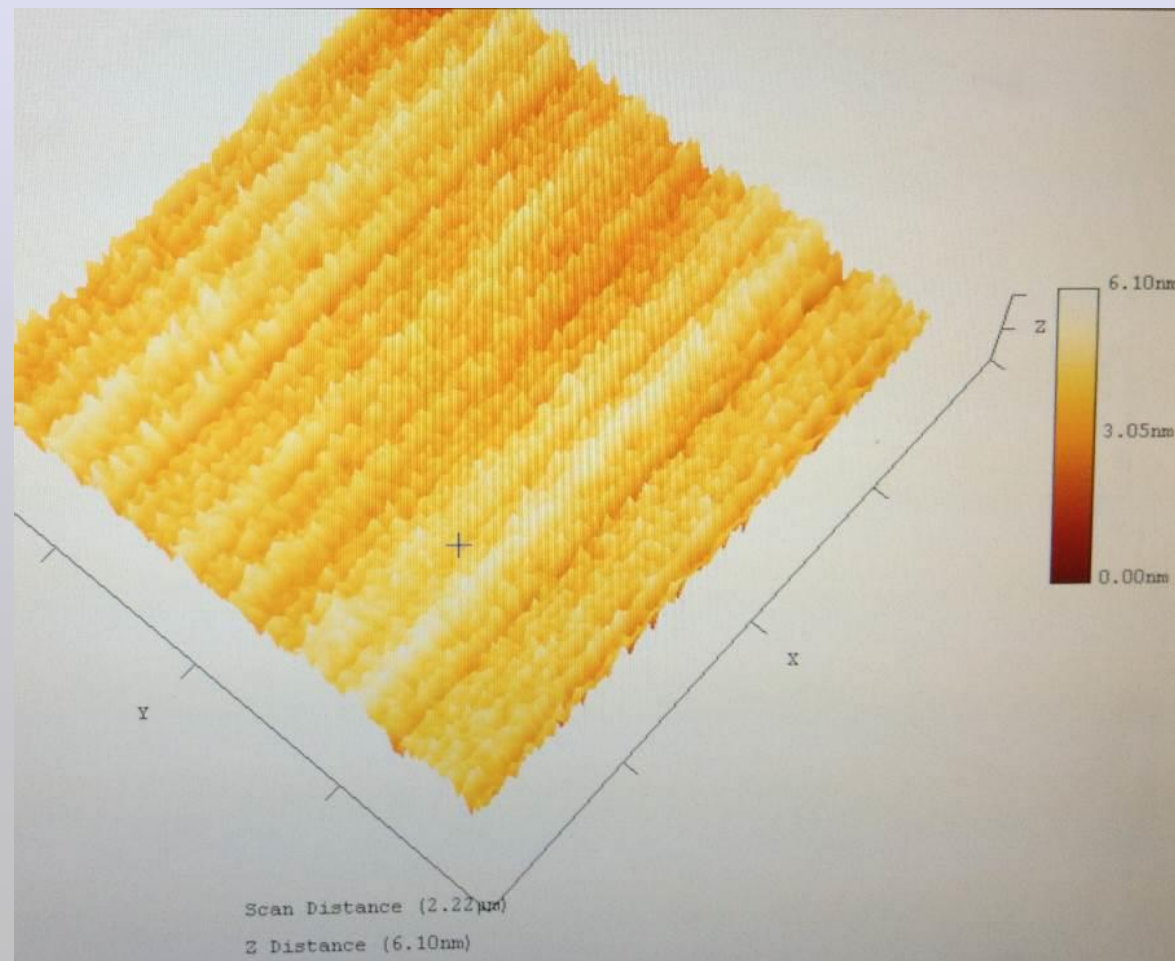 6.10nm
Z
3.05nm
0.00nm
X
Y
Scan Distance (2.22µm)
Z Distance (6.10nm)